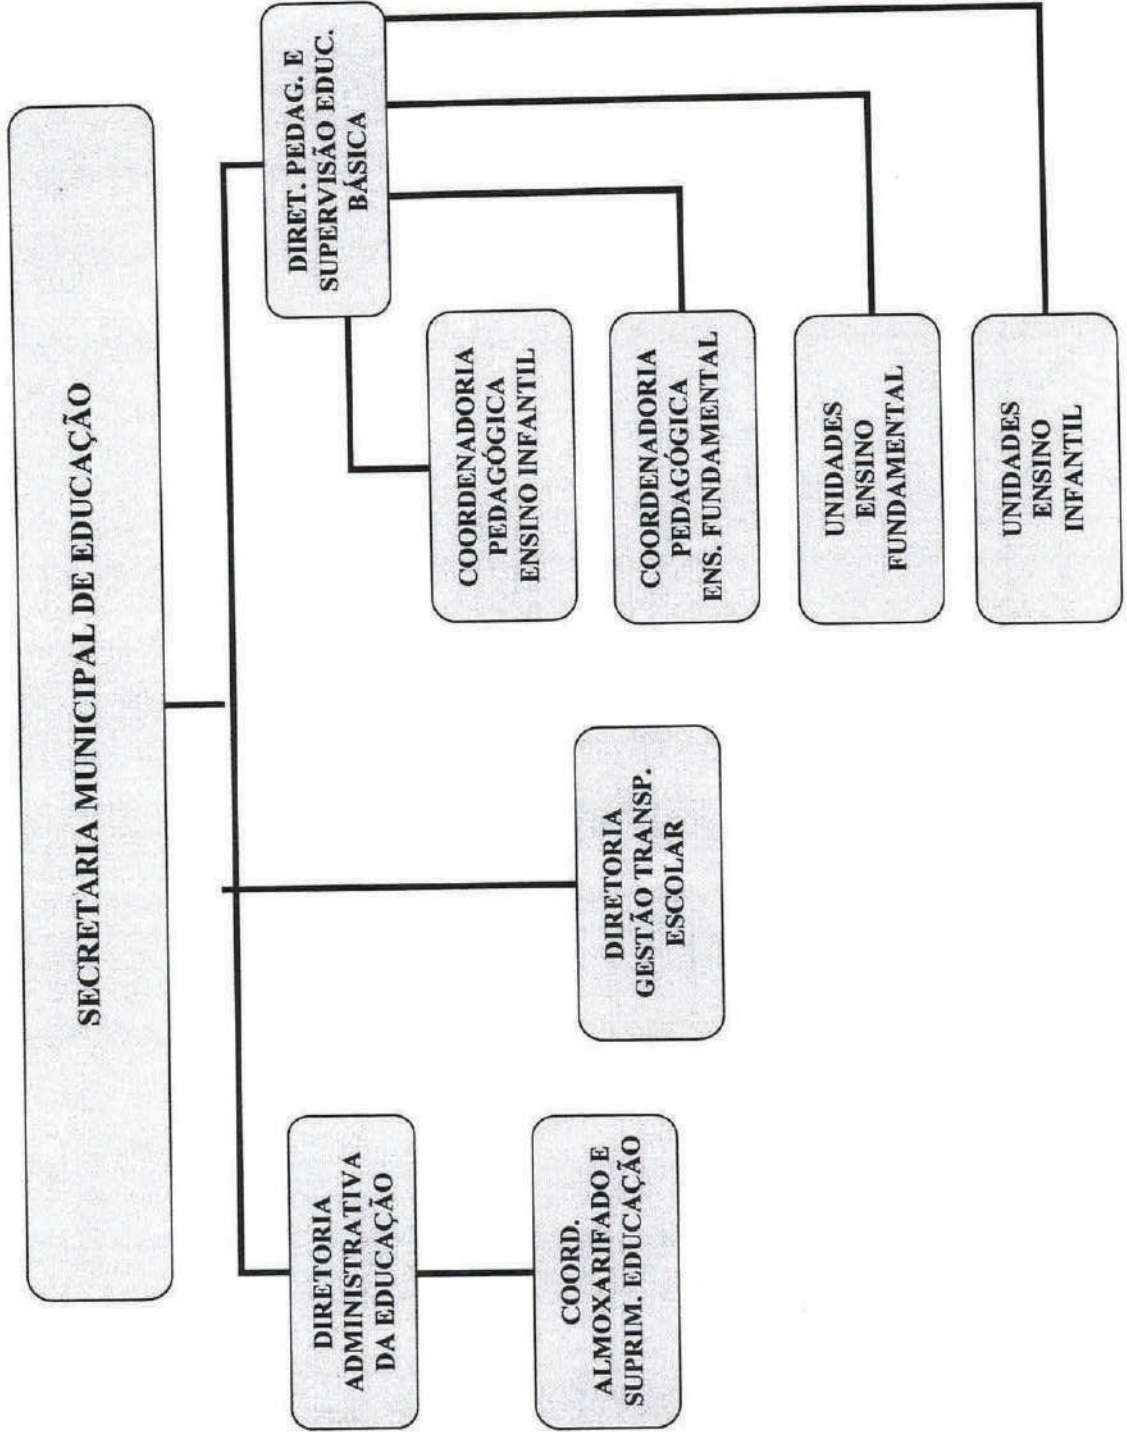 SECRETARIA MUNICIPAL DE EDUCAÇÃO
DIRETORIA
ADMINISTRATIVA
DA EDUCAÇÃO
COORD.
ALMOXARIFADO E
SUPRIM. EDUCAÇÃO
DIRETORIA
GESTÃO TRANSP.
ESCOLAR
DIRET. PEDAG. E
SUPERVISÃO EDUC.
BÁSICA
COORDENADORIA
PEDAGÓGICA
ENSINO INFANTIL
COORDENADORIA
PEDAGÓGICA
ENS. FUNDAMENTAL
UNIDADES
ENSINO
FUNDAMENTAL
UNIDADES
ENSINO
INFANTIL